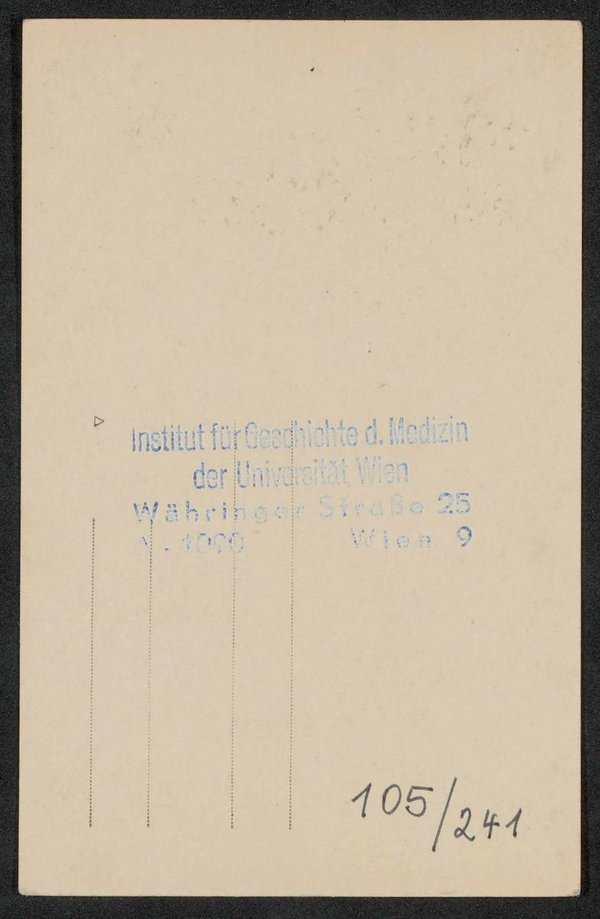 Institut für Geschichte d. Medizin
der Universität Wien
Währinger Straße 25
Wien 9
105/241